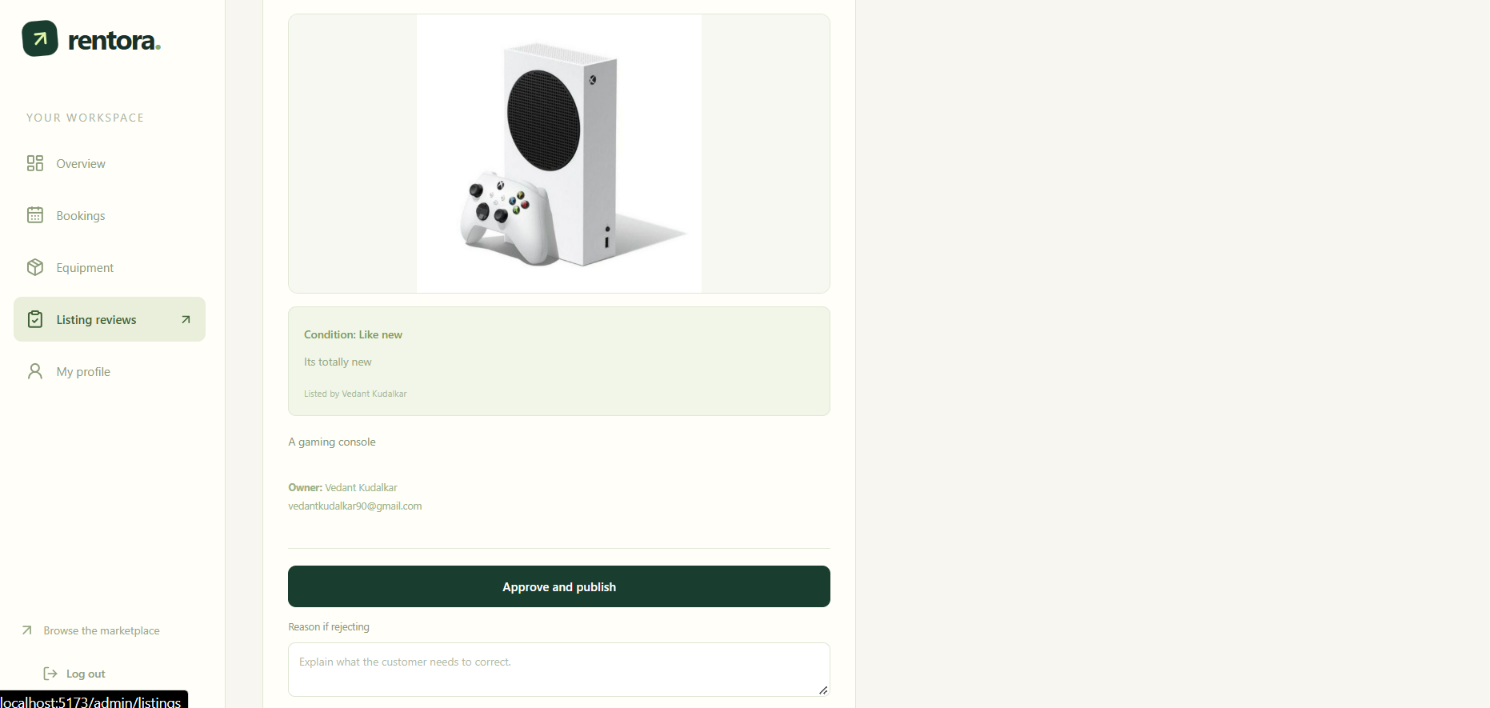 rentora.
YOUR WORKSPACE
Overview
Bookings
Equipment
Listing reviews
My profile
Browse the marketplace
Log out
localhost:5173/admin/listings
Condition: Like new
Its totally new
Listed by Vedant Kudalkar
A gaming console
Owner: Vedant Kudalkar
vedantkudalkar90@gmail.com
Approve and publish
Reason if rejecting
Explain what the customer needs to correct.